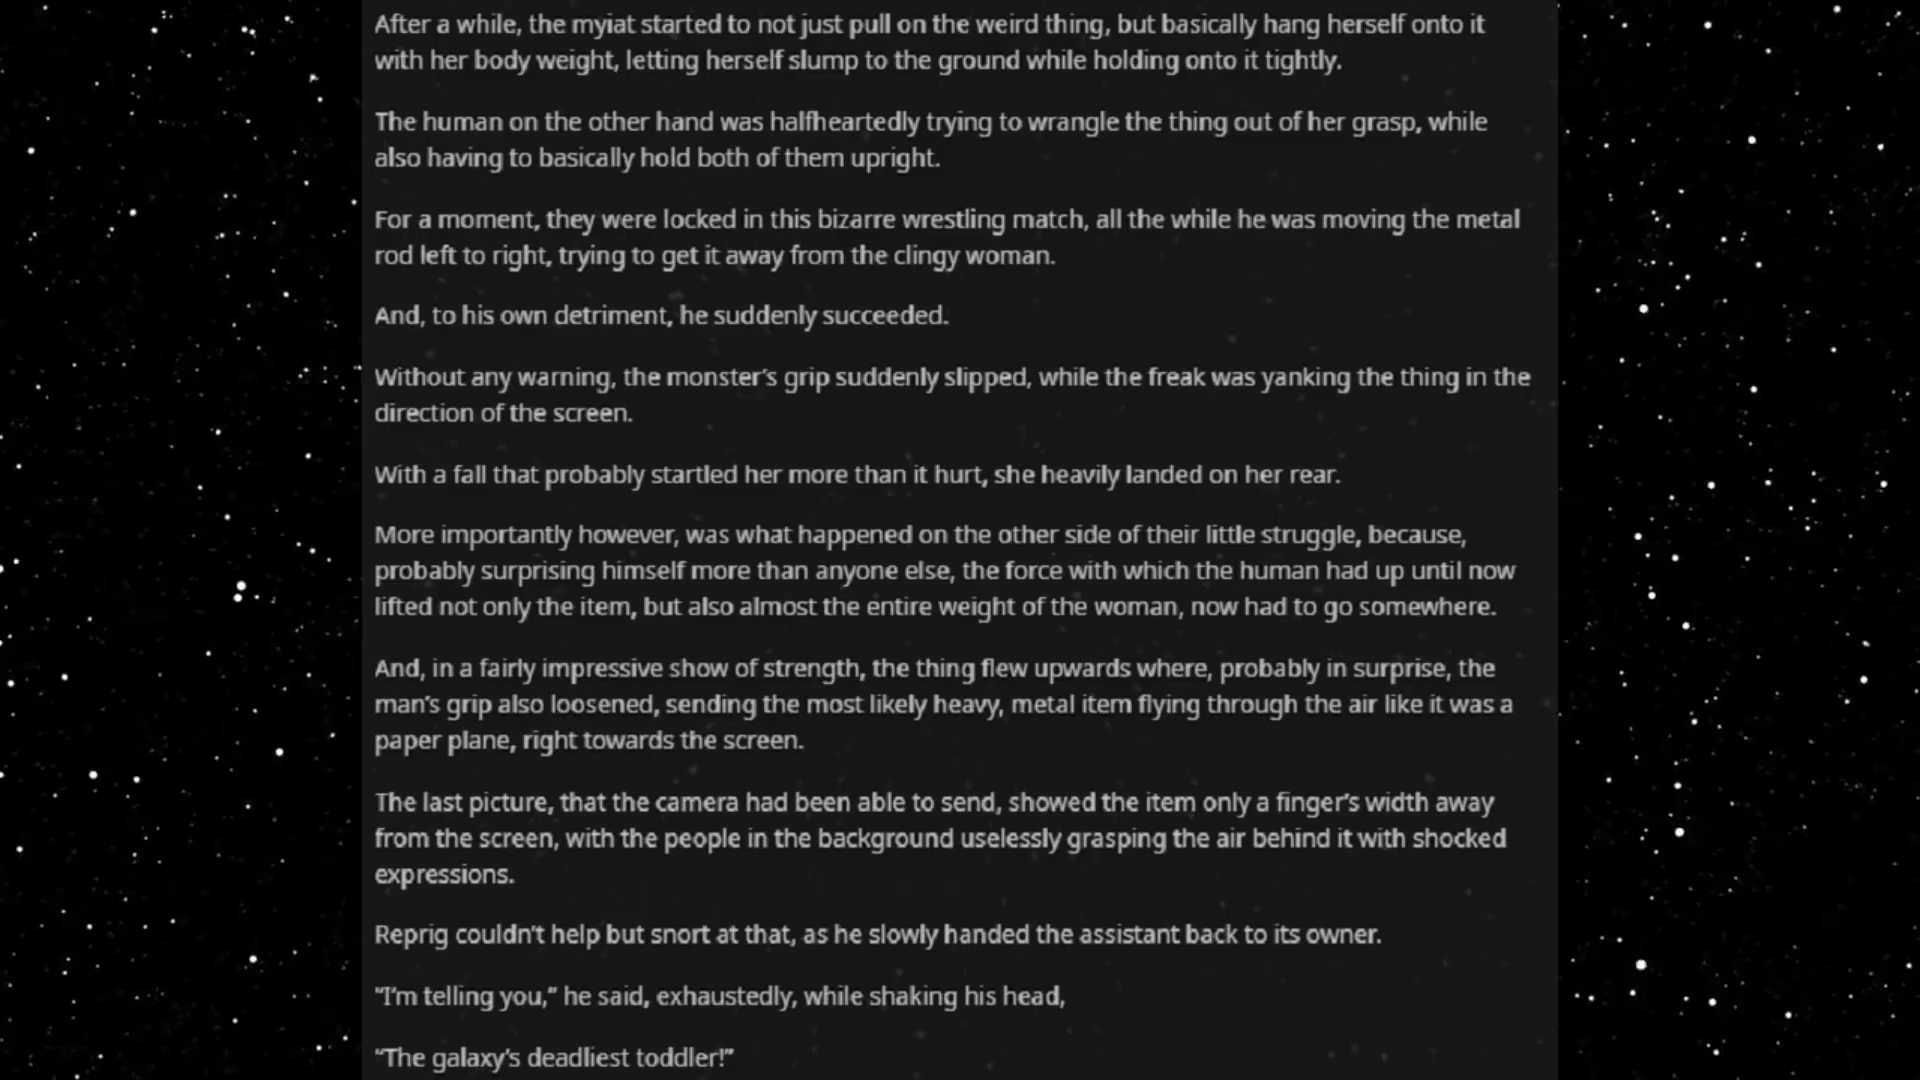 After a while, the myiat started to not just pull on the weird thing, but basically hang herself onto it
with her body weight, letting herself slump to the ground while holding onto it tightly.
The human on the other hand was halfheartedly trying to wrangle the thing out of her grasp, while
also having to basically hold both of them upright.
For a moment, they were locked in this bizarre wrestling match, all the while he was moving the metal
rod left to right, trying to get it away from the clingy woman.
And, to his own detriment, he suddenly succeeded.
Without any warning, the monster’s grip suddenly slipped, while the freak was yanking the thing in the
direction of the screen.
With a fall that probably startled her more than it hurt, she heavily landed on her rear.
More importantly however, was what happened on the other side of their little struggle, because,
probably surprising himself more than anyone else, the force with which the human had up until now
lifted not only the item, but also almost the entire weight of the woman, now had to go somewhere.
And, in a fairly impressive show of strength, the thing flew upwards where, probably in surprise, the
man’s grip also loosened, sending the most likely heavy, metal item flying through the air like it was a
paper plane, right towards the screen.
The last picture, that the camera had been able to send, showed the item only a finger’s width away
from the screen, with the people in the background uselessly grasping the air behind it with shocked
expressions.
Reprig couldn’t help but snort at that, as he slowly handed the assistant back to its owner.
“I’m telling you,” he said, exhaustedly, while shaking his head,
“The galaxy’s deadliest toddler!”